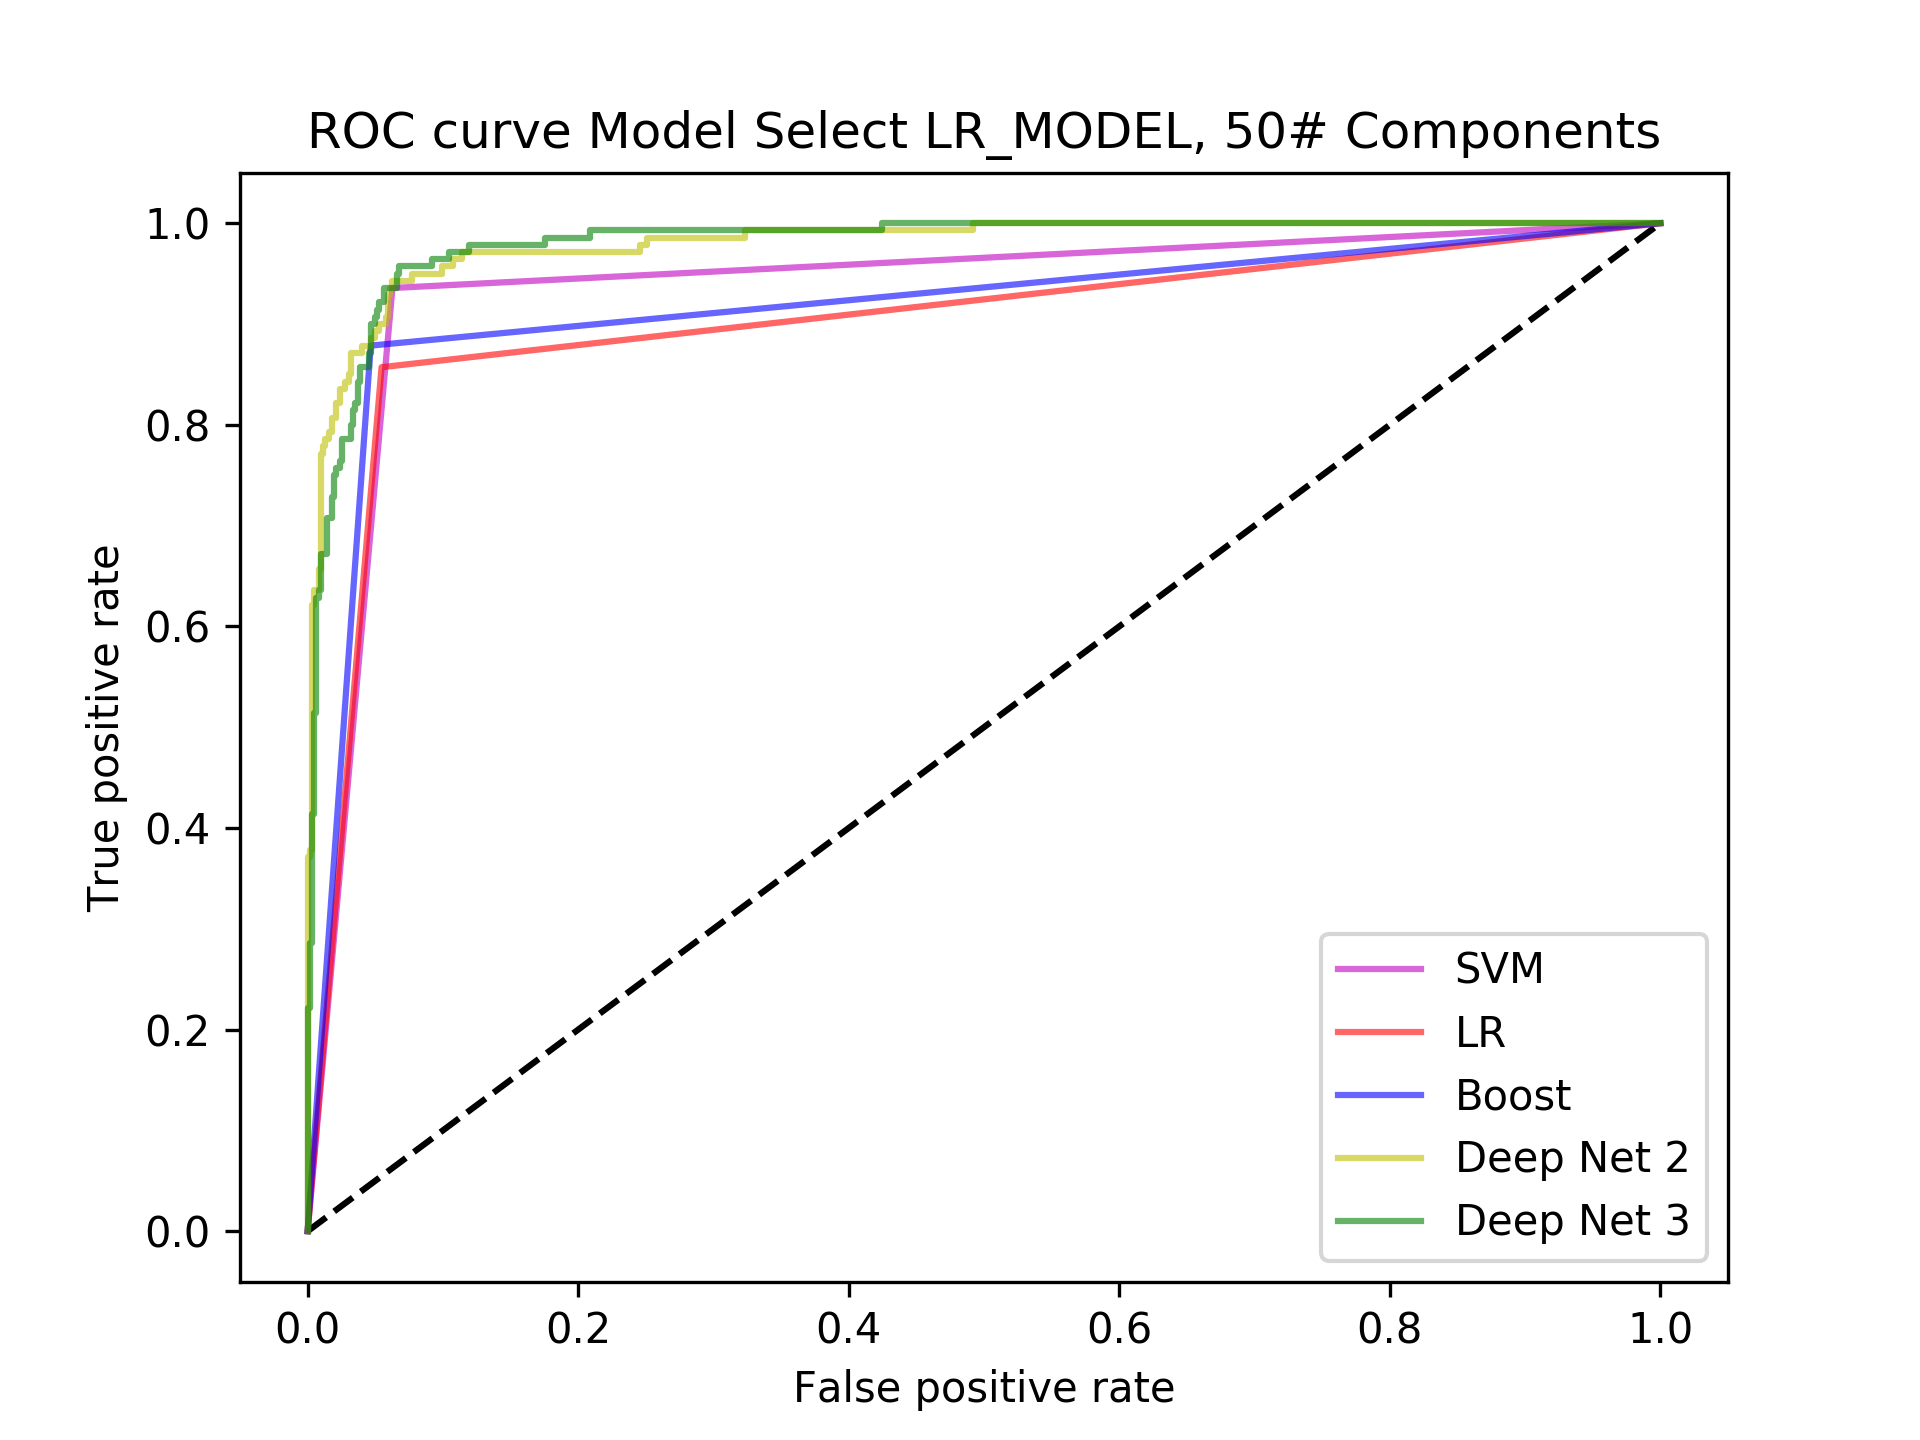 ROC curve Model Select LR_MODEL, 50# Components
True positive rate
1.0
0.8
0.6
0.4
0.2
0.0
0.0 0.2 0.4 0.6 0.8 1.0
False positive rate
SVM
LR
Boost
Deep Net 2
Deep Net 3